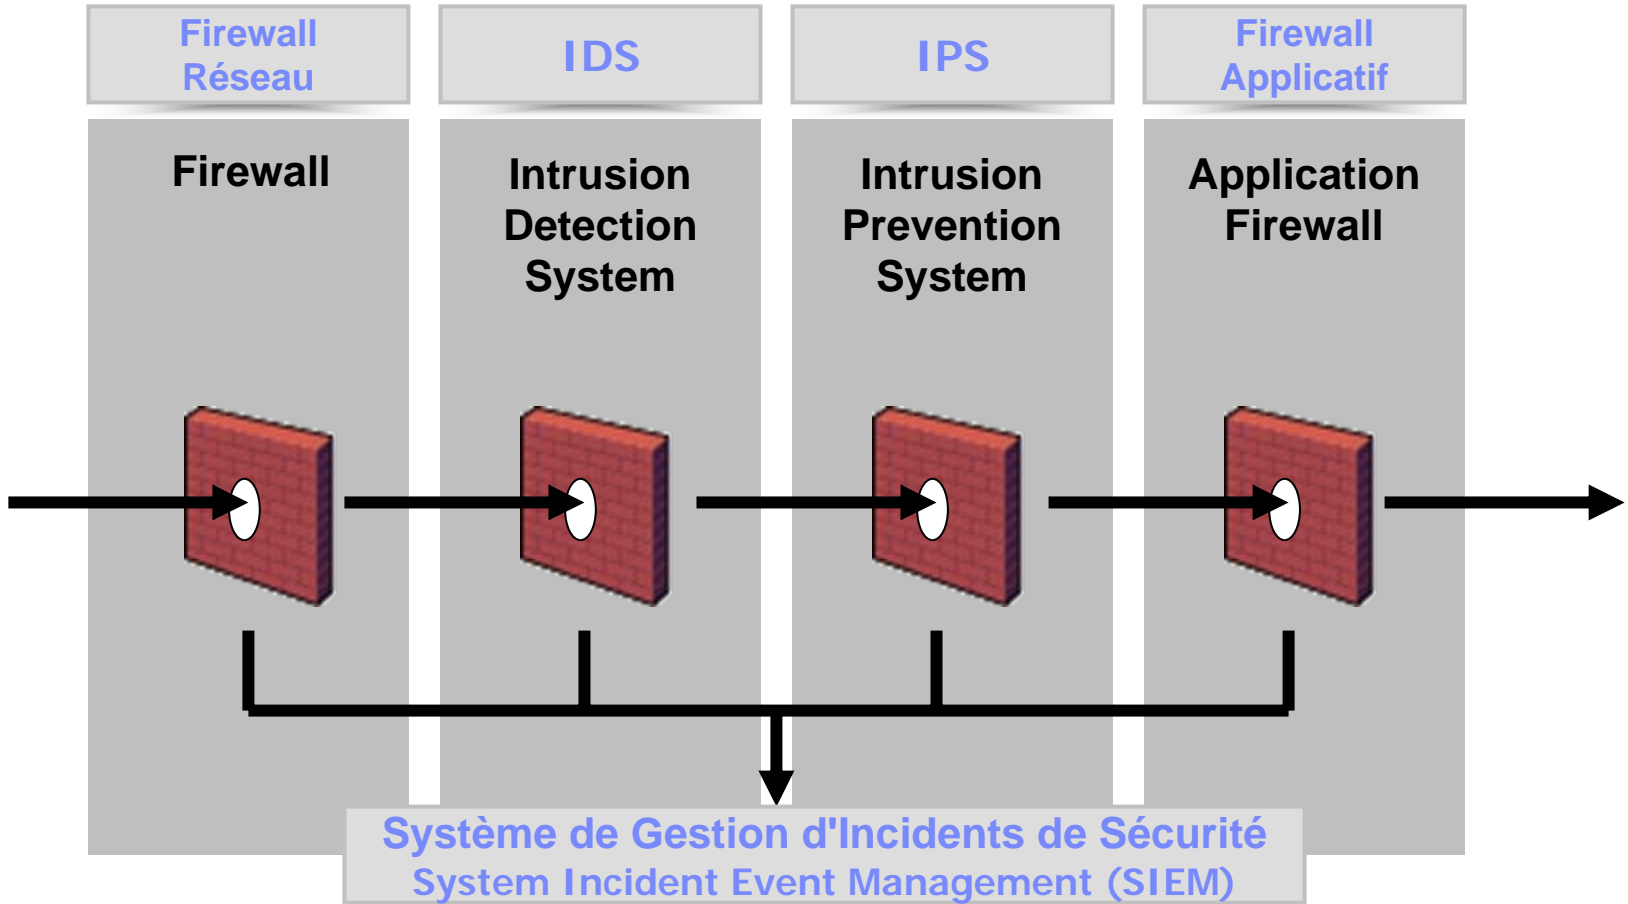 Firewall
Réseau
IDS
IPS
Firewall
Applicatif
Firewall
Intrusion
Detection
System
Intrusion
Prevention
System
Application
Firewall
Système de Gestion d'Incidents de Sécurité
System Incident Event Management (SIEM)